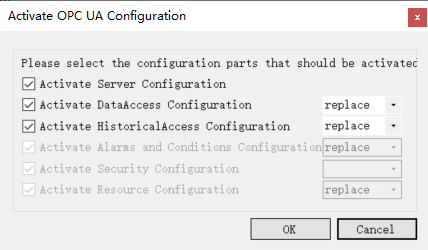 Activate OPC UA Configuration
x
Please select the configuration parts that should be activated
Activate Server Configuration
Activate DataAccess Configuration replace
Activate HistoricalAccess Configuration replace
Activate Alarms and Conditions Configuration replace
Activate Security Configuration
Activate Resource Configuration replace
OK Cancel